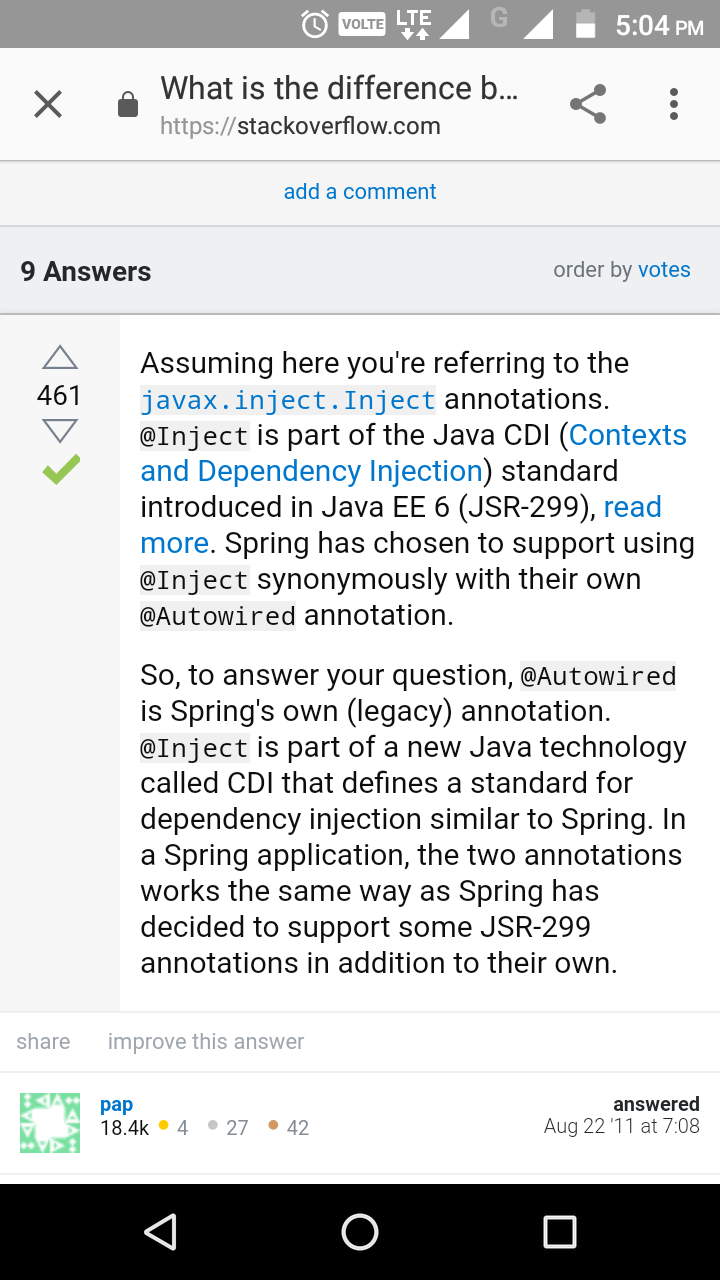 VOLTE LTE G 5:04 PM
What is the difference b...
https://stackoverflow.com
add a comment
9 Answers order by votes
461
Assuming here you're referring to the
javax.inject.Inject annotations.
@Inject is part of the Java CDI (Contexts
and Dependency Injection) standard
introduced in Java EE 6 (JSR-299), read
more. Spring has chosen to support using
@Inject synonymously with their own
@Autowired annotation.
So, to answer your question, @Autowired
is Spring's own (legacy) annotation.
@Inject is part of a new Java technology
called CDI that defines a standard for
dependency injection similar to Spring. In
a Spring application, the two annotations
works the same way as Spring has
decided to support some JSR-299
annotations in addition to their own.
share improve this answer
pap answered
18.4k 4 27 42 Aug 22 '11 at 7:08